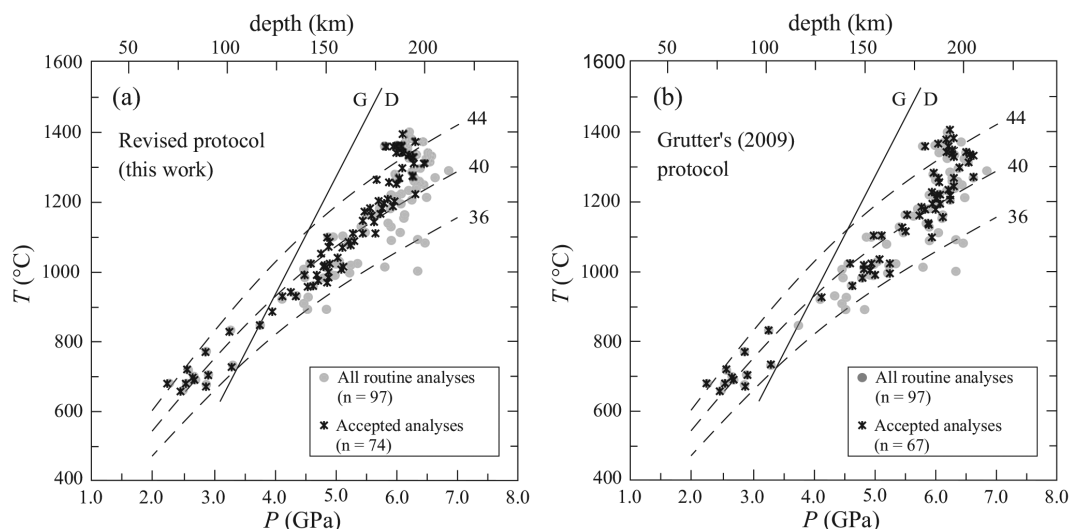 depth (km)
50 100 150 200
1600
1400
1200
1000
800
600
400
T (°C)
(a)
Revised protocol
(this work)
G D
44
40
36
All routine analyses
(n = 97)
Accepted analyses
(n = 74)
1.0 2.0 3.0 4.0 5.0 6.0 7.0 8.0
P (GPa)
depth (km)
50 100 150 200
1600
1400
1200
1000
800
600
400
T (°C)
(b)
Grutter's (2009)
protocol
G D
44
40
36
All routine analyses
(n = 97)
Accepted analyses
(n = 67)
1.0 2.0 3.0 4.0 5.0 6.0 7.0 8.0
P (GPa)